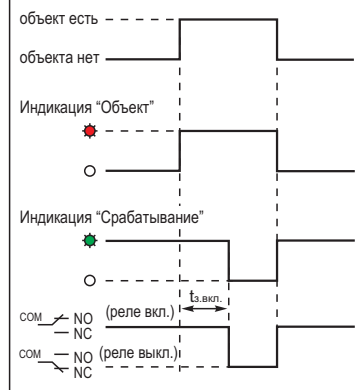 объект есть
объекта нет
Индикация “Объект”
Индикация “Срабатывание”
tз.вкл.
COM NO (реле вкл.)
NC
COM NO (реле выкл.)
NC